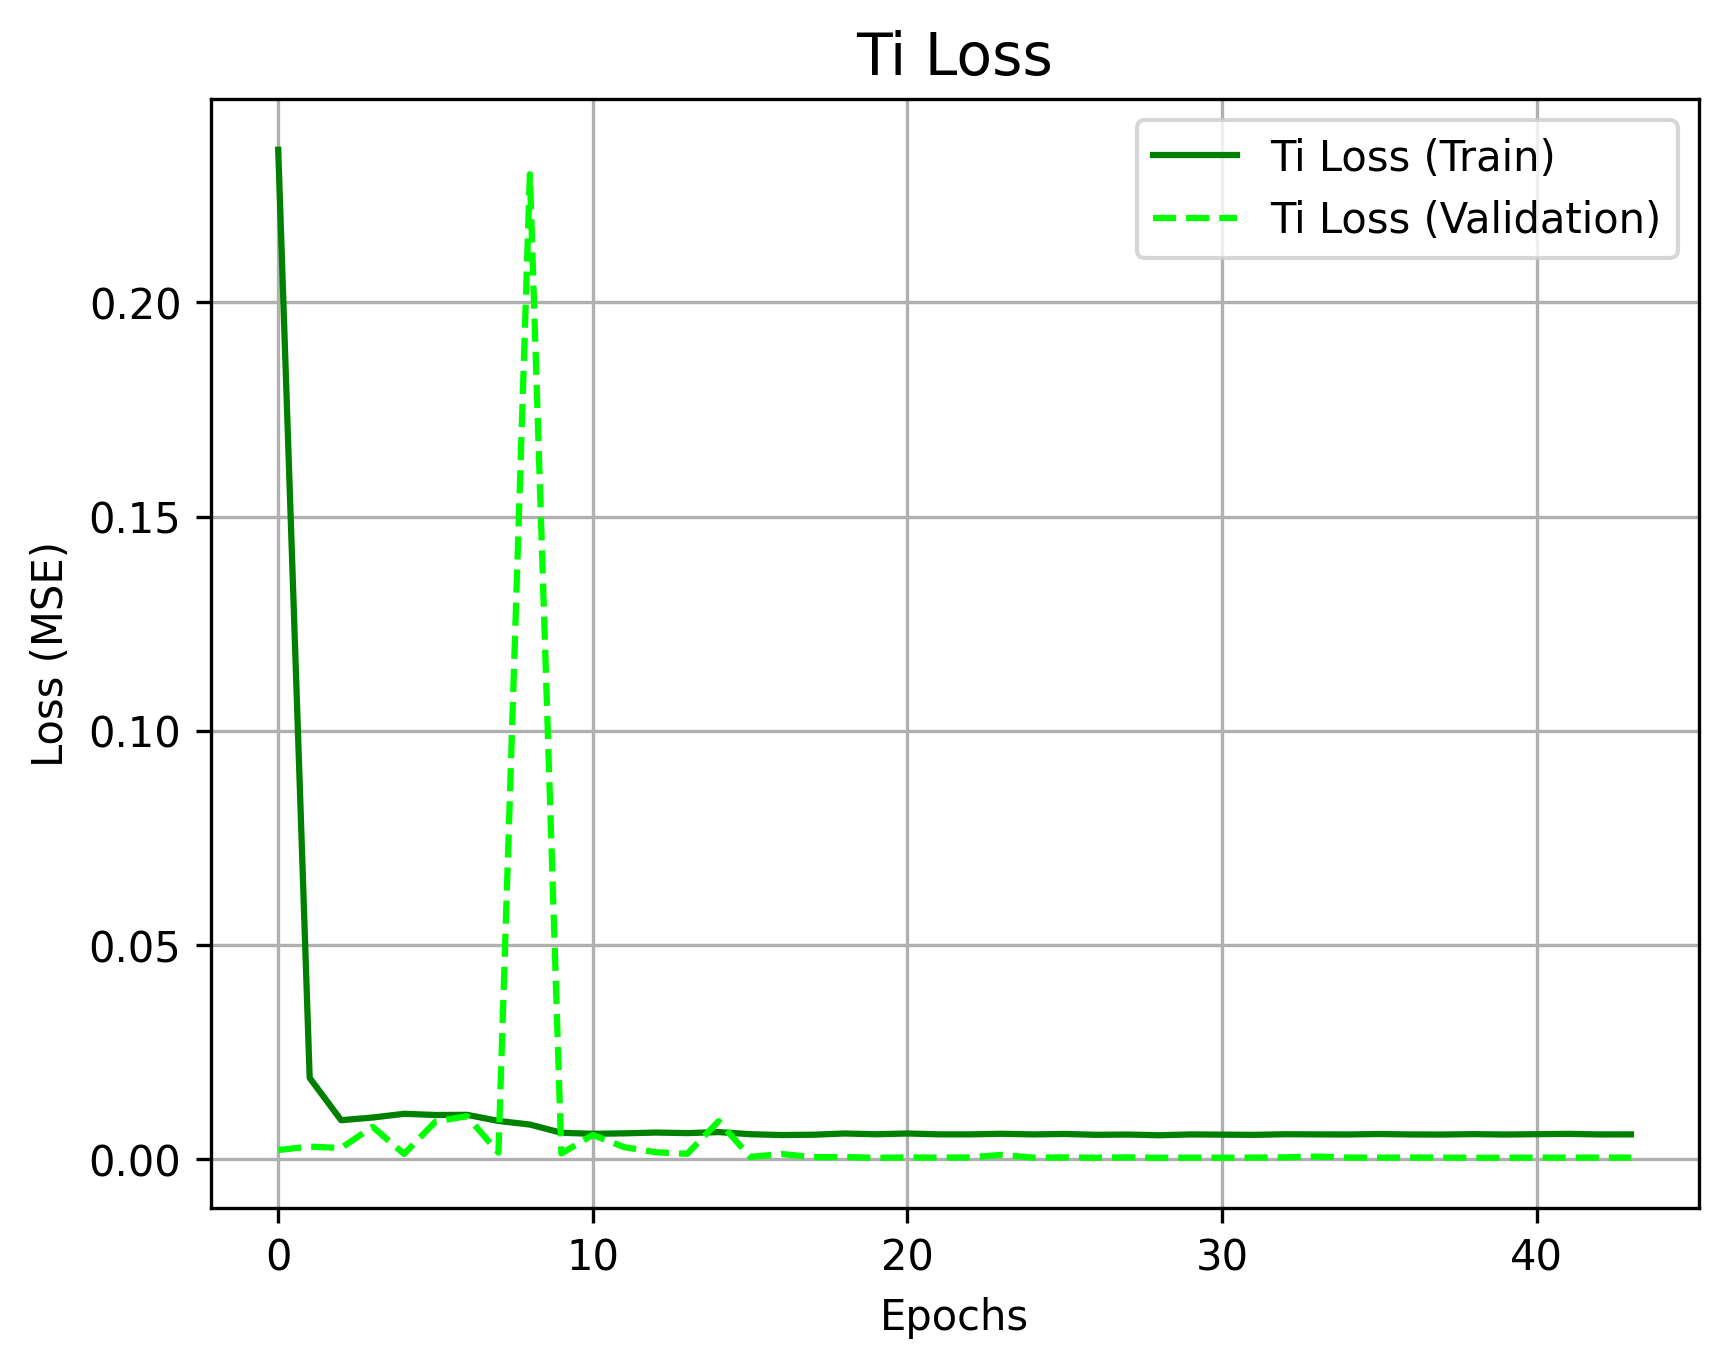 Ti Loss
Ti Loss (Train)
Ti Loss (Validation)
Loss (MSE)
0.20
0.15
0.10
0.05
0.00
0 10 20 30 40
Epochs